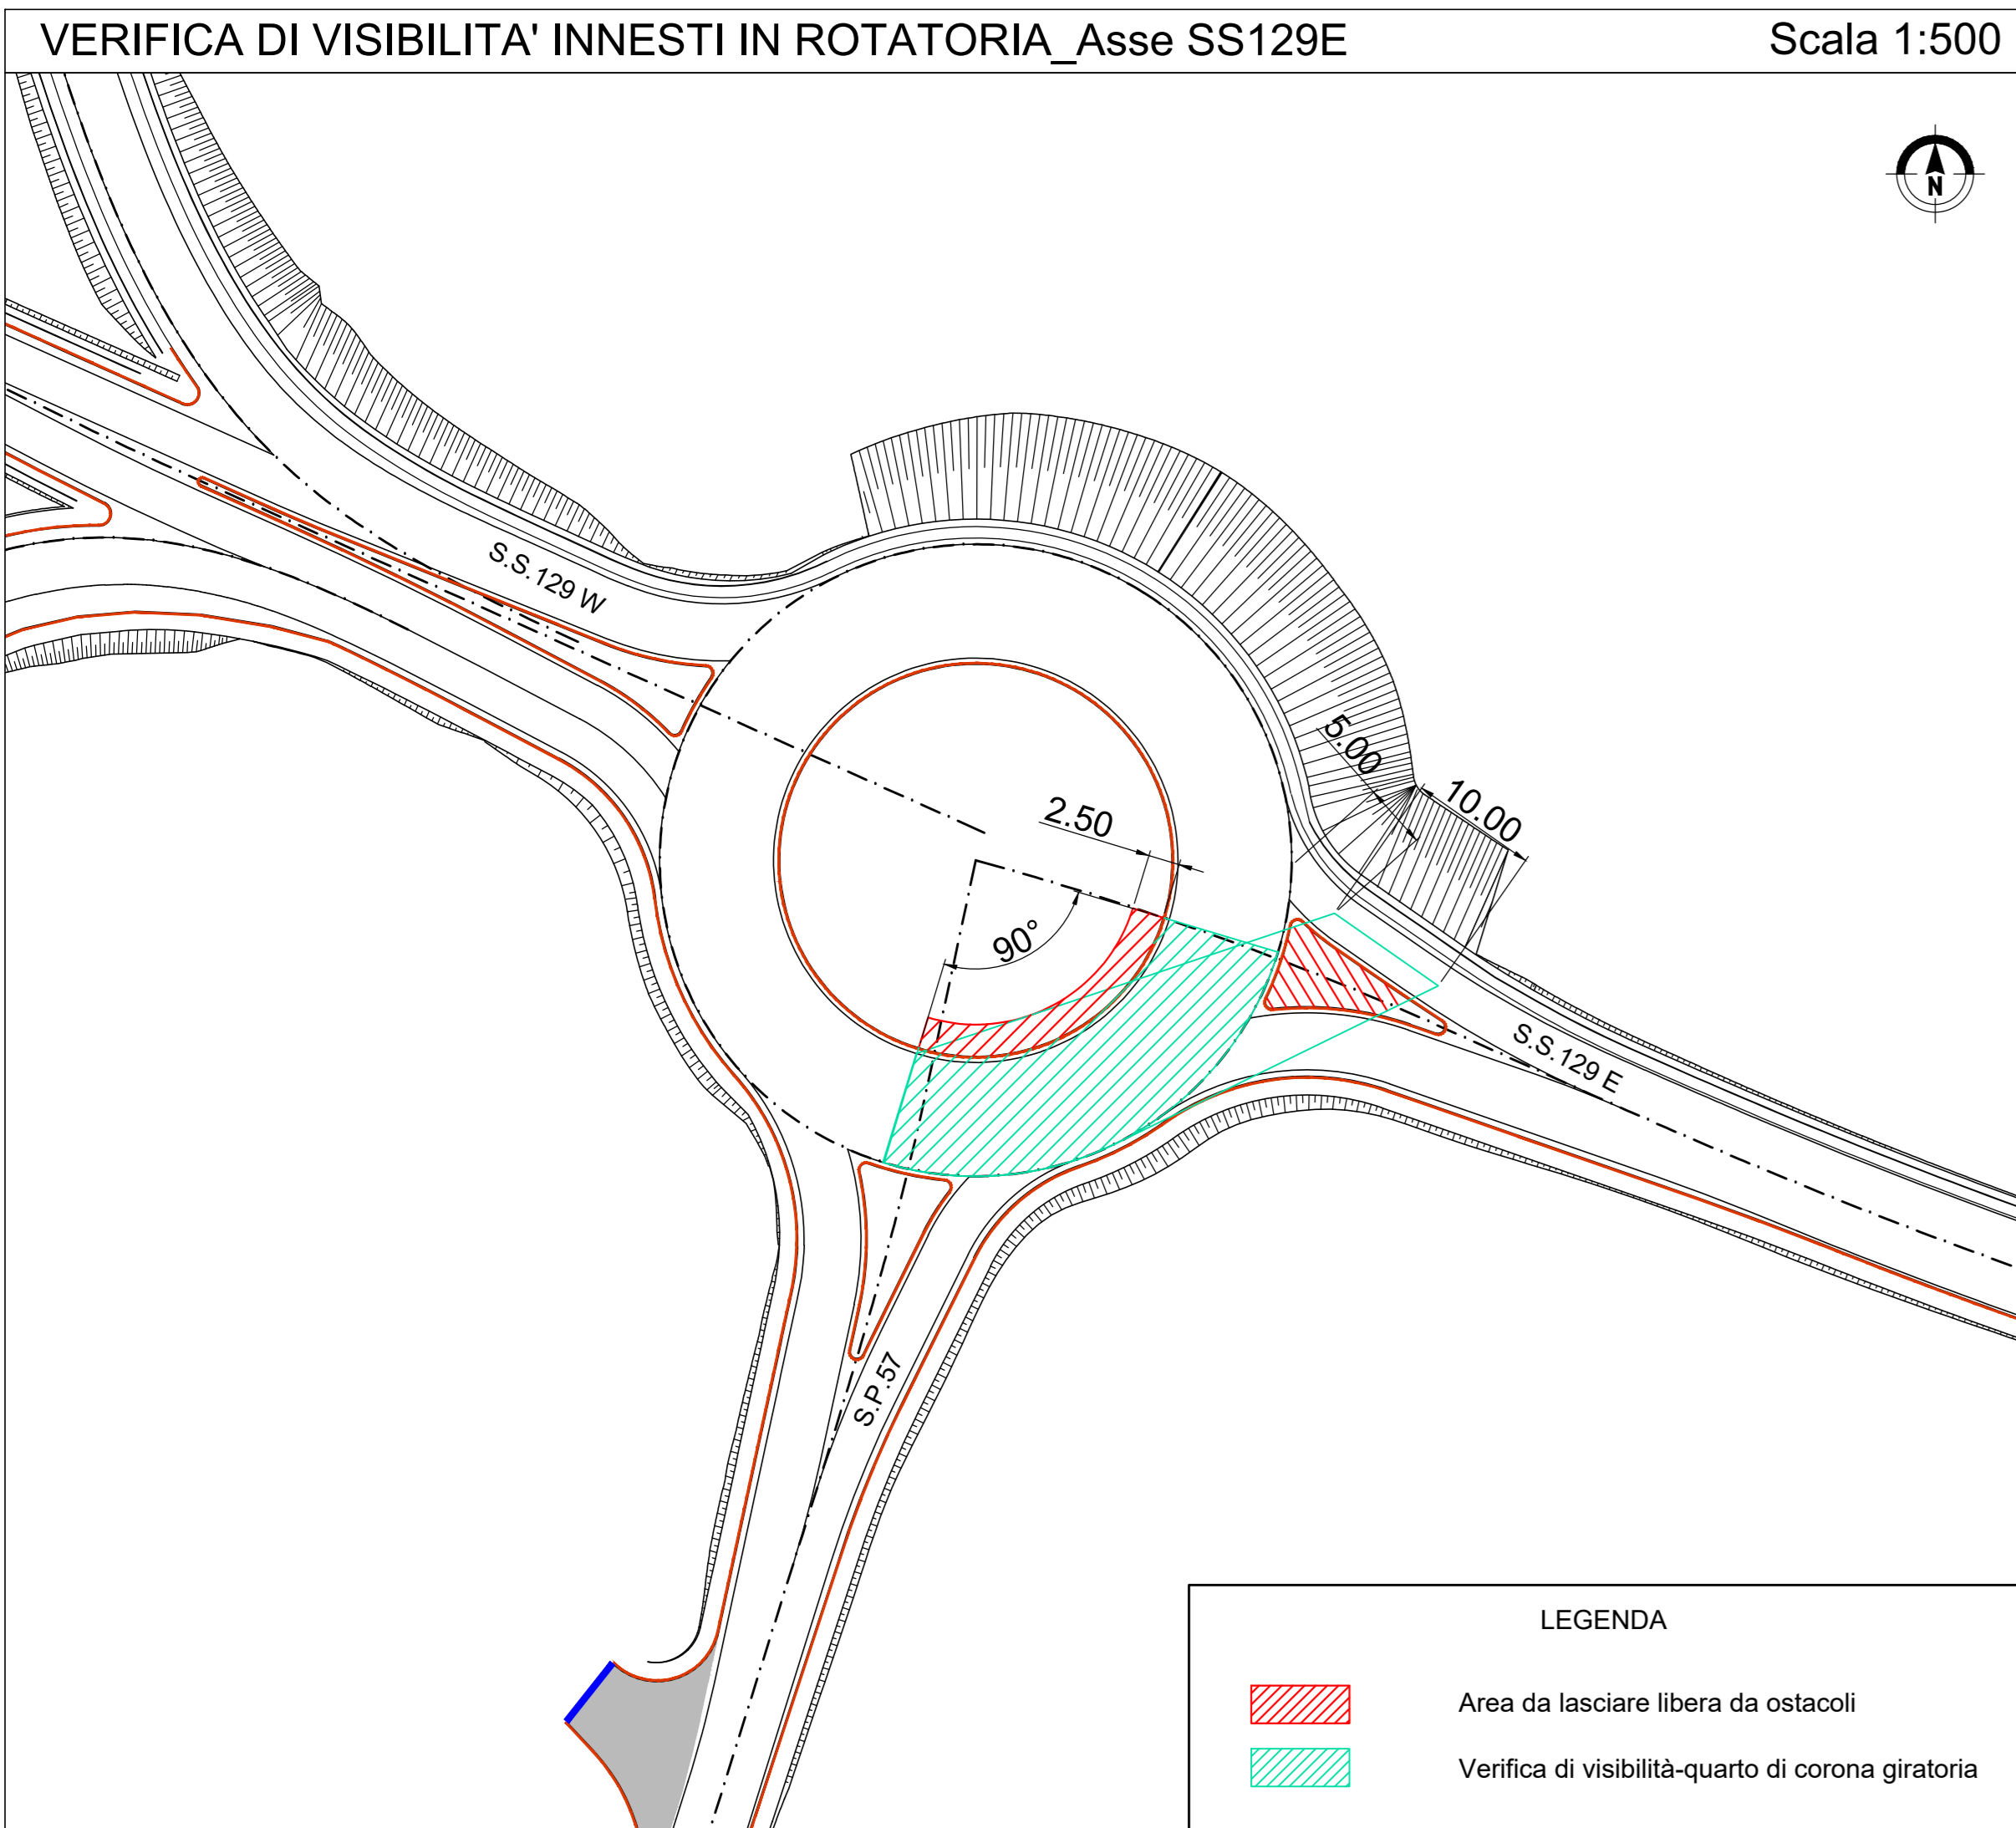 VERIFICA DI VISIBILITA' INNESTI IN ROTATORIA_Asse SS129E
Scala 1:500
N
S.S.129 W
5.00
10.00
2.50
90°
S.S.129 E
S.P.57
LEGENDA
Area da lasciare libera da ostacoli
Verifica di visibilità-quarto di corona giratoria